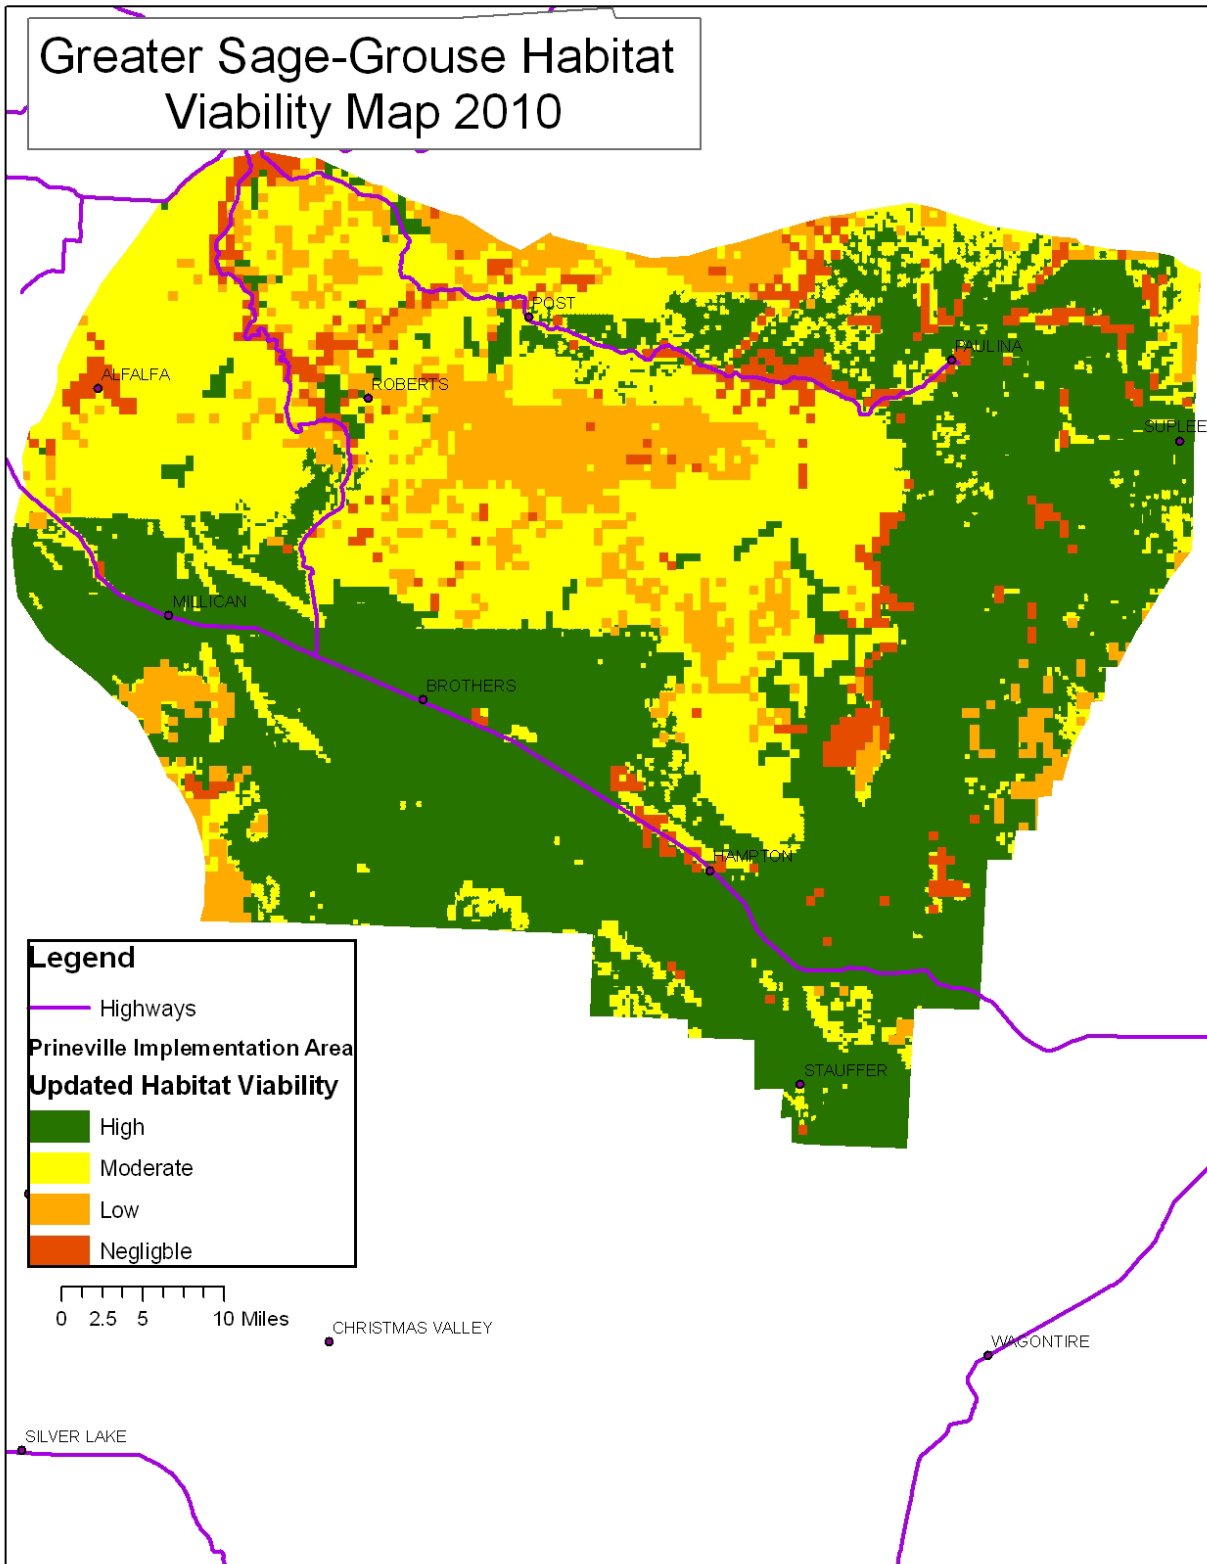 Greater Sage-Grouse Habitat
Viability Map 2010
POST
PAULINA
ALFALFA
ROBERTS
SUPLEE
MILLICAN
BROTHERS
HAMPTON
STAUFFER
Legend
Highways
Prineville Implementation Area
Updated Habitat Viability
High
Moderate
Low
Negligble
0 2.5 5 10 Miles
CHRISTMAS VALLEY
WAGONTIRE
SILVER LAKE